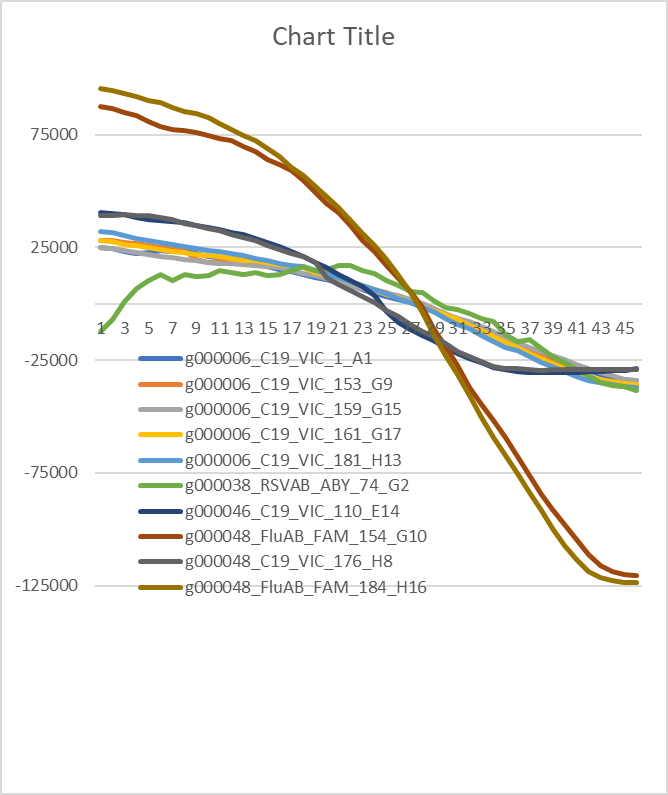 Chart Title
75000
25000
1 3 5 7 9 11 13 15 17 19 21 23 25 27 29 31 33 35 37 39 41 43 45
-25000
g000006_C19_VIC_1_A1
g000006_C19_VIC_153_G9
g000006_C19_VIC_159_G15
g000006_C19_VIC_161_G17
g000006_C19_VIC_181_H13
-75000
g000038_RSVAB_ABY_74_G2
g000046_C19_VIC_110_E14
g000048_FluAB_FAM_154_G10
g000048_C19_VIC_176_H8
-125000
g000048_FluAB_FAM_184_H16